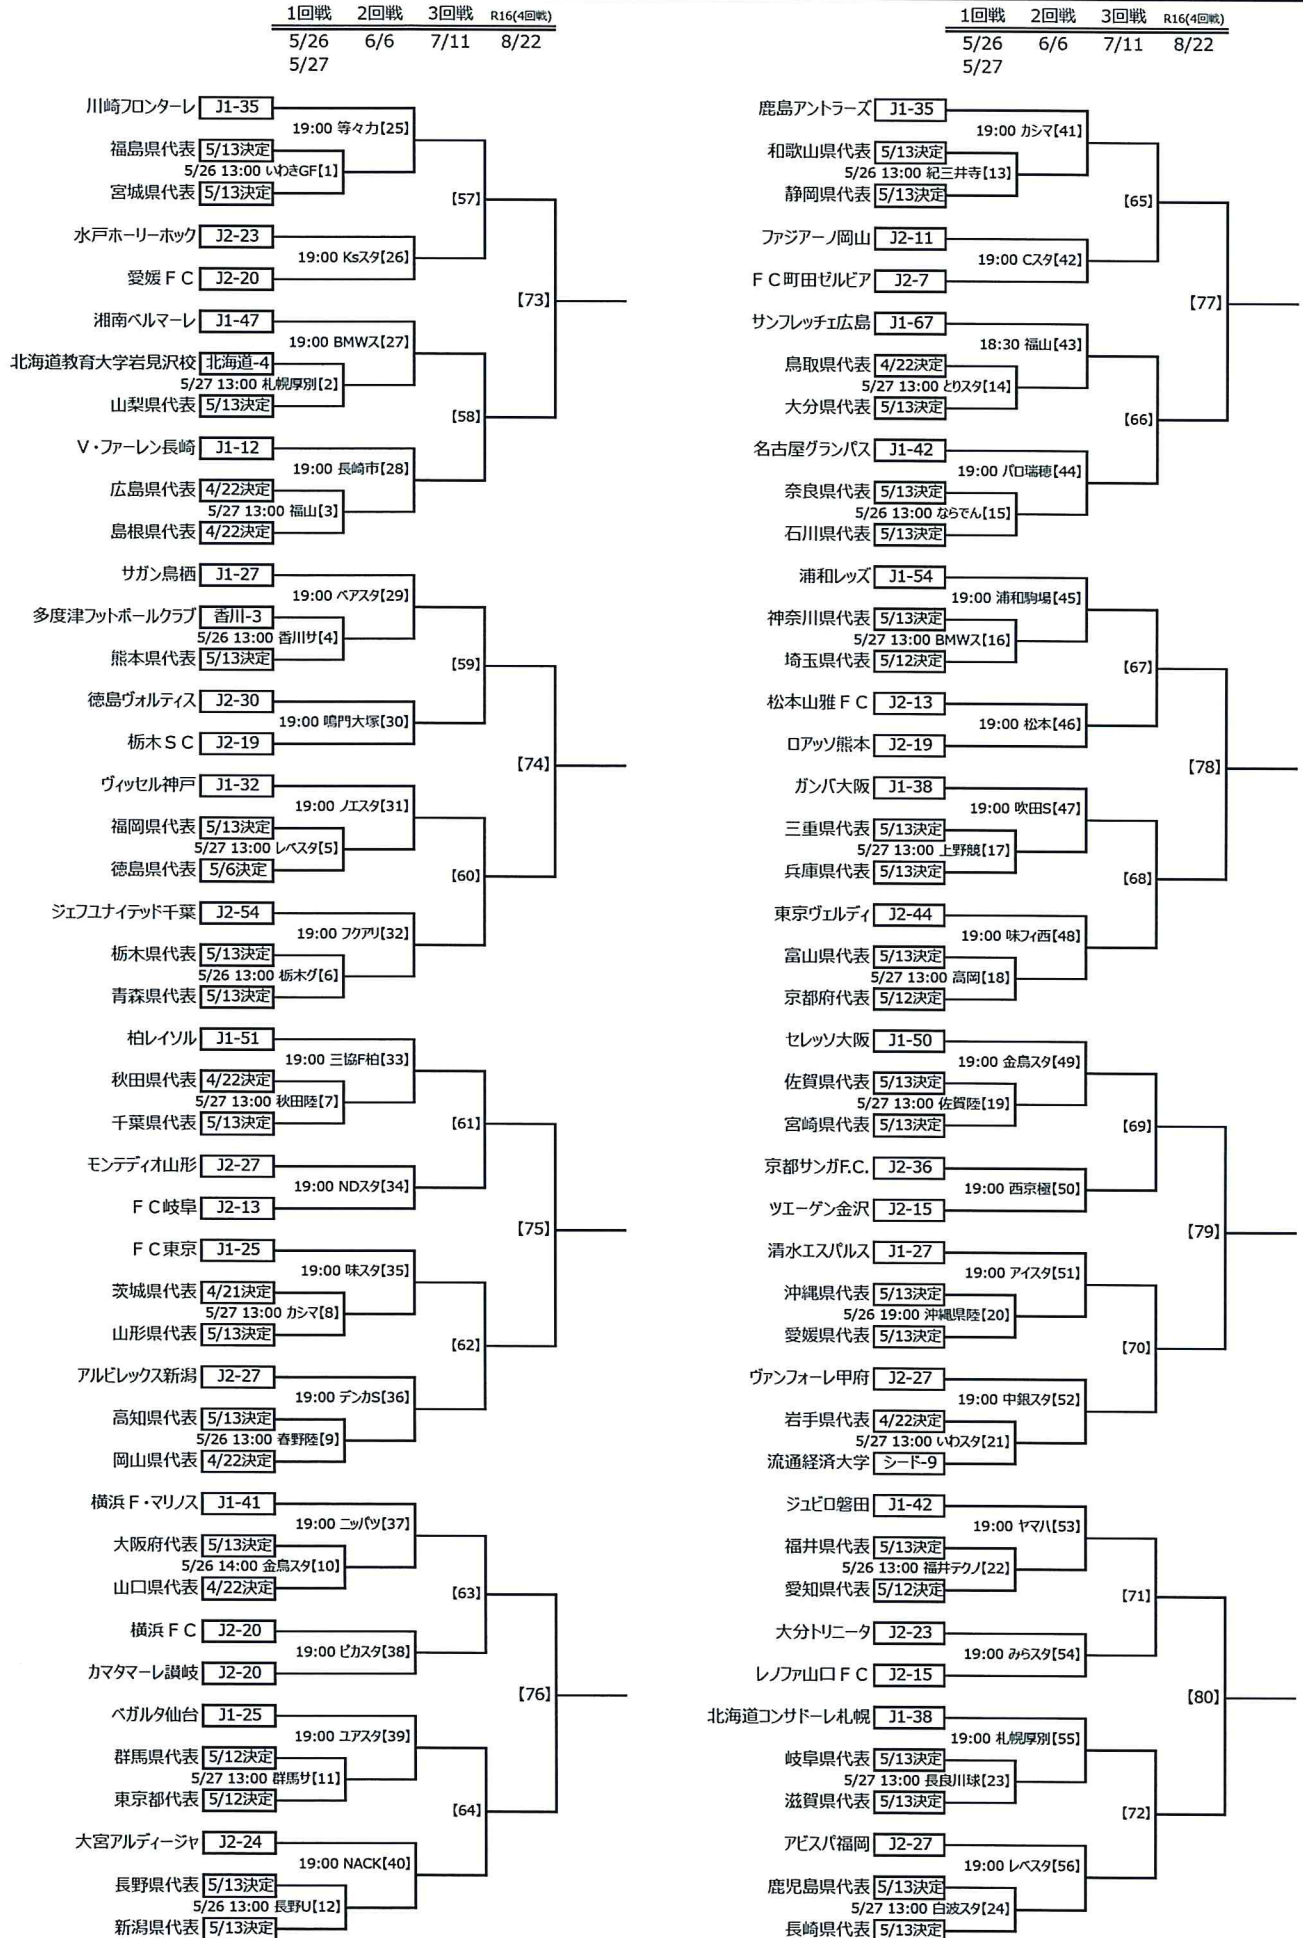 1回戦 2回戦 3回戦 R16(4回戦)
5/26 6/6 7/11 8/22
5/27
川崎フロンターレ J1-35
19:00 等々力【25】
福島県代表 5/13決定
5/26 13:00 いわきGF【1】
宮城県代表 5/13決定
【57】
水戸ホーリーホック J2-23
19:00 Ksスタ【26】
愛媛ＦＣ J2-20
【73】
湘南ベルマーレ J1-47
19:00 BMWス【27】
北海道教育大学岩見沢校 北海道-4
5/27 13:00 札幌厚別【2】
山梨県代表 5/13決定
【58】
V・ファーレン長崎 J1-12
19:00 長崎市【28】
広島県代表 4/22決定
5/27 13:00 福山【3】
島根県代表 4/22決定
サガン鳥栖 J1-27
19:00 ベアスタ【29】
多度津フットボールクラブ 香川-3
5/26 13:00 香川サ【4】
熊本県代表 5/13決定
【59】
徳島ヴォルティス J2-30
19:00 鳴門大塚【30】
栃木ＳＣ J2-19
【74】
ヴィッセル神戸 J1-32
19:00 ノエスタ【31】
福岡県代表 5/13決定
5/27 13:00 レベスタ【5】
徳島県代表 5/6決定
【60】
ジェフユナイテッド千葉 J2-54
19:00 フクアリ【32】
栃木県代表 5/13決定
5/26 13:00 栃木グ【6】
青森県代表 5/13決定
柏レイソル J1-51
19:00 三協F柏【33】
秋田県代表 4/22決定
5/27 13:00 秋田陸【7】
千葉県代表 5/13決定
【61】
モンテディオ山形 J2-27
19:00 NDスタ【34】
ＦＣ岐阜 J2-13
【75】
ＦＣ東京 J1-25
19:00 味スタ【35】
茨城県代表 4/21決定
5/27 13:00 カシマ【8】
山形県代表 5/13決定
【62】
アルビレックス新潟 J2-27
19:00 デンカS【36】
高知県代表 5/13決定
5/26 13:00 春野陸【9】
岡山県代表 4/22決定
横浜Ｆ・マリノス J1-41
19:00 ニッパツ【37】
大阪府代表 5/13決定
5/26 14:00 金鳥スタ【10】
山口県代表 4/22決定
【63】
横浜ＦＣ J2-20
19:00 ピカスタ【38】
カマタマーレ讃岐 J2-20
【76】
ベガルタ仙台 J1-25
19:00 ユアスタ【39】
群馬県代表 5/12決定
5/27 13:00 群馬サ【11】
東京都代表 5/12決定
【64】
大宮アルディージャ J2-24
19:00 NACK【40】
長野県代表 5/13決定
5/26 13:00 長野U【12】
新潟県代表 5/13決定
1回戦 2回戦 3回戦 R16(4回戦)
5/26 6/6 7/11 8/22
5/27
鹿島アントラーズ J1-35
19:00 カシマ【41】
和歌山県代表 5/13決定
5/26 13:00 紀三井寺【13】
静岡県代表 5/13決定
【65】
ファジアーノ岡山 J2-11
19:00 Cスタ【42】
ＦＣ町田ゼルビア J2-7
【77】
サンフレッチェ広島 J1-67
18:30 福山【43】
鳥取県代表 4/22決定
5/27 13:00 とりスタ【14】
大分県代表 5/13決定
【66】
名古屋グランパス J1-42
19:00 パロ瑞穂【44】
奈良県代表 5/13決定
5/26 13:00 ならでん【15】
石川県代表 5/13決定
浦和レッズ J1-54
19:00 浦和駒場【45】
神奈川県代表 5/13決定
5/27 13:00 BMWス【16】
埼玉県代表 5/12決定
【67】
松本山雅ＦＣ J2-13
19:00 松本【46】
ロアッソ熊本 J2-19
【78】
ガンバ大阪 J1-38
19:00 吹田S【47】
三重県代表 5/13決定
5/27 13:00 上野競【17】
兵庫県代表 5/13決定
【68】
東京ヴェルディ J2-44
19:00 味フィ西【48】
富山県代表 5/13決定
5/27 13:00 高岡【18】
京都府代表 5/12決定
セレッソ大阪 J1-50
19:00 金鳥スタ【49】
佐賀県代表 5/13決定
5/27 13:00 佐賀陸【19】
宮崎県代表 5/13決定
【69】
京都サンガF.C. J2-36
19:00 西京極【50】
ツエーゲン金沢 J2-15
【79】
清水エスパルス J1-27
19:00 アイスタ【51】
沖縄県代表 5/13決定
5/26 19:00 沖縄県陸【20】
愛媛県代表 5/13決定
【70】
ヴァンフォーレ甲府 J2-27
19:00 中銀スタ【52】
岩手県代表 4/22決定
5/27 13:00 いわスタ【21】
流通経済大学 シード-9
ジュビロ磐田 J1-42
19:00 ヤマハ【53】
福井県代表 5/13決定
5/26 13:00 福井テクノ【22】
愛知県代表 5/12決定
【71】
大分トリニータ J2-23
19:00 みらスタ【54】
レノファ山口ＦＣ J2-15
【80】
北海道コンサドーレ札幌 J1-38
19:00 札幌厚別【55】
岐阜県代表 5/13決定
5/27 13:00 長良川球【23】
滋賀県代表 5/13決定
【72】
アビスパ福岡 J2-27
19:00 レベスタ【56】
鹿児島県代表 5/13決定
5/27 13:00 白波スタ【24】
長崎県代表 5/13決定